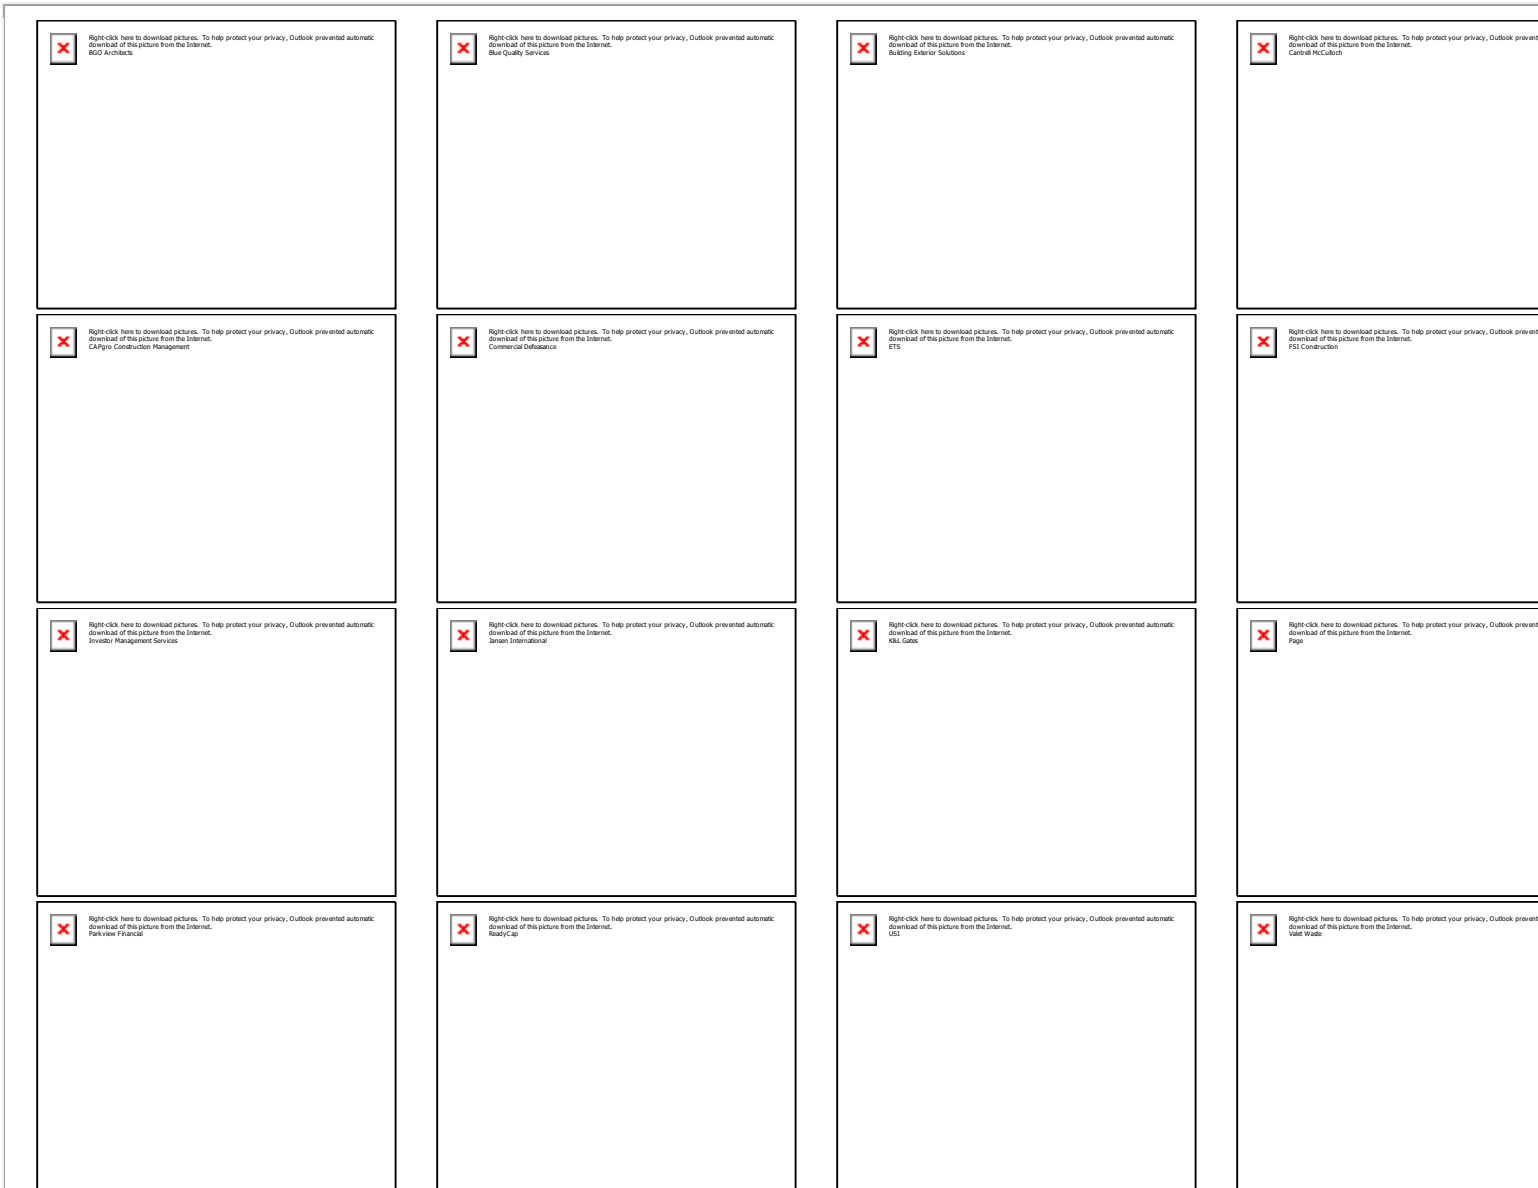 Right-click here to download pictures. To help protect your privacy, Outlook prevented automatic
download of this picture from the Internet.
BGO Architects
Right-click here to download pictures. To help protect your privacy, Outlook prevented automatic
download of this picture from the Internet.
Blue Quality Services
Right-click here to download pictures. To help protect your privacy, Outlook prevented automatic
download of this picture from the Internet.
Building Exterior Solutions
Right-click here to download pictures. To help protect your privacy, Outlook prevent
download of this picture from the Internet.
Cantrell McCulloch
Right-click here to download pictures. To help protect your privacy, Outlook prevented automatic
download of this picture from the Internet.
CAPgro Construction Management
Right-click here to download pictures. To help protect your privacy, Outlook prevented automatic
download of this picture from the Internet.
Commercial Defeasance
Right-click here to download pictures. To help protect your privacy, Outlook prevented automatic
download of this picture from the Internet.
ETS
Right-click here to download pictures. To help protect your privacy, Outlook prevent
download of this picture from the Internet.
FSI Construction
Right-click here to download pictures. To help protect your privacy, Outlook prevented automatic
download of this picture from the Internet.
Investor Management Services
Right-click here to download pictures. To help protect your privacy, Outlook prevented automatic
download of this picture from the Internet.
Jansen International
Right-click here to download pictures. To help protect your privacy, Outlook prevented automatic
download of this picture from the Internet.
K&L Gates
Right-click here to download pictures. To help protect your privacy, Outlook prevent
download of this picture from the Internet.
Page
Right-click here to download pictures. To help protect your privacy, Outlook prevented automatic
download of this picture from the Internet.
Parkview Financial
Right-click here to download pictures. To help protect your privacy, Outlook prevented automatic
download of this picture from the Internet.
ReadyCap
Right-click here to download pictures. To help protect your privacy, Outlook prevented automatic
download of this picture from the Internet.
USI
Right-click here to download pictures. To help protect your privacy, Outlook prevent
download of this picture from the Internet.
Valet Waste